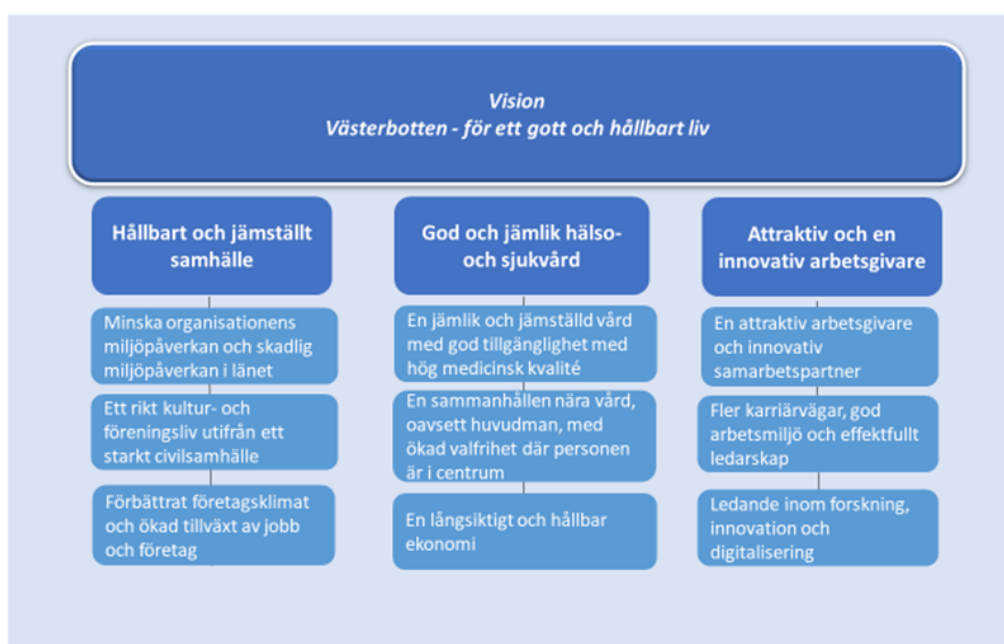 Vision
Västerbotten - för ett gott och hållbart liv
Hållbart och jämställt
samhälle
Minska organisationens
miljöpåverkan och skadlig
miljöpåverkan i länet
Ett rikt kultur- och
föreningsliv utifrån ett
starkt civilsamhälle
Förbättrat företagsklimat
och ökad tillväxt av jobb
och företag
God och jämlik hälso-
och sjukvård
En jämlik och jämställd vård
med god tillgänglighet med
hög medicinsk kvalité
En sammanhållen nära vård,
oavsett huvudman, med
ökad valfrihet där personen
är i centrum
En långsiktigt och hållbar
ekonomi
Attraktiv och en
innovativ arbetsgivare
En attraktiv arbetsgivare
och innovativ
samarbetspartner
Fler karriärvägar, god
arbetsmiljö och effektfullt
ledarskap
Ledande inom forskning,
innovation och
digitalisering